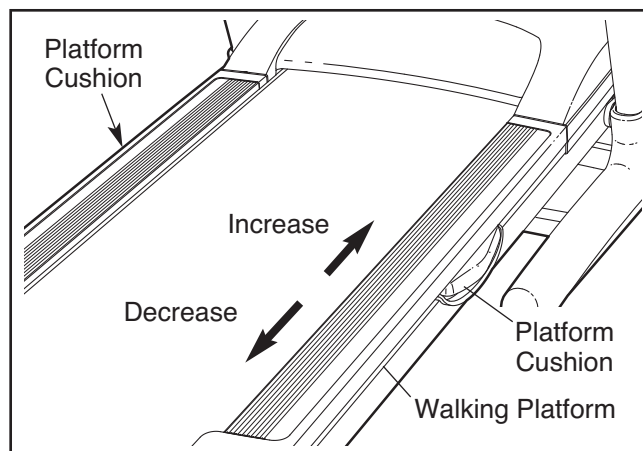 Platform
Cushion
Increase
Decrease
Platform
Cushion
Walking Platform